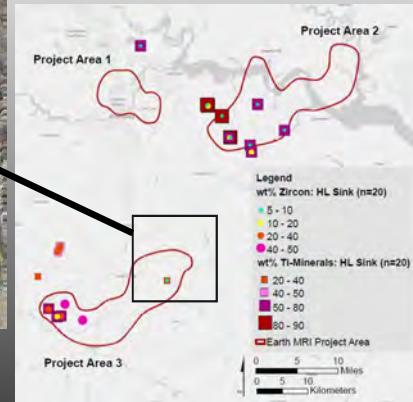 Project Area 2
Project Area 1
Legend
wt% Zircon: HL Sink (n=20)
5 - 10
10 - 20
20 - 40
40 - 50
wt% Ti-Minerals: HL Sink (n=20)
20 - 40
40 - 50
50 - 80
80 - 90
Earth MRI Project Area
0 5 10
Miles
0 5 10
Kilometers
Project Area 3